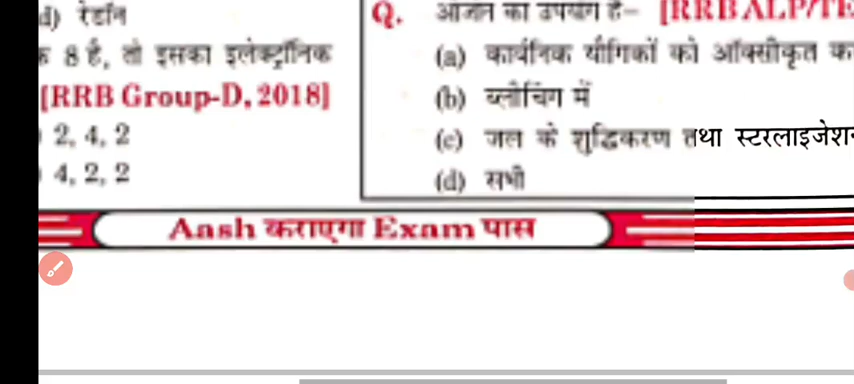 d) रेडॉन
8 है, तो इसका इलेक्ट्रॉनिक
[RRB Group-D, 2018]
2, 4, 2
4, 2, 2
Q. ओजोन का उपयोग है– [RRB ALP/TE
(a) कार्बनिक यौगिकों को ऑक्सीकृत
(b) ब्लीचिंग में
(c) जल के शुद्धिकरण तथा स्टरलाइजेशन
(d) सभी
Aash कराएगा Exam पास